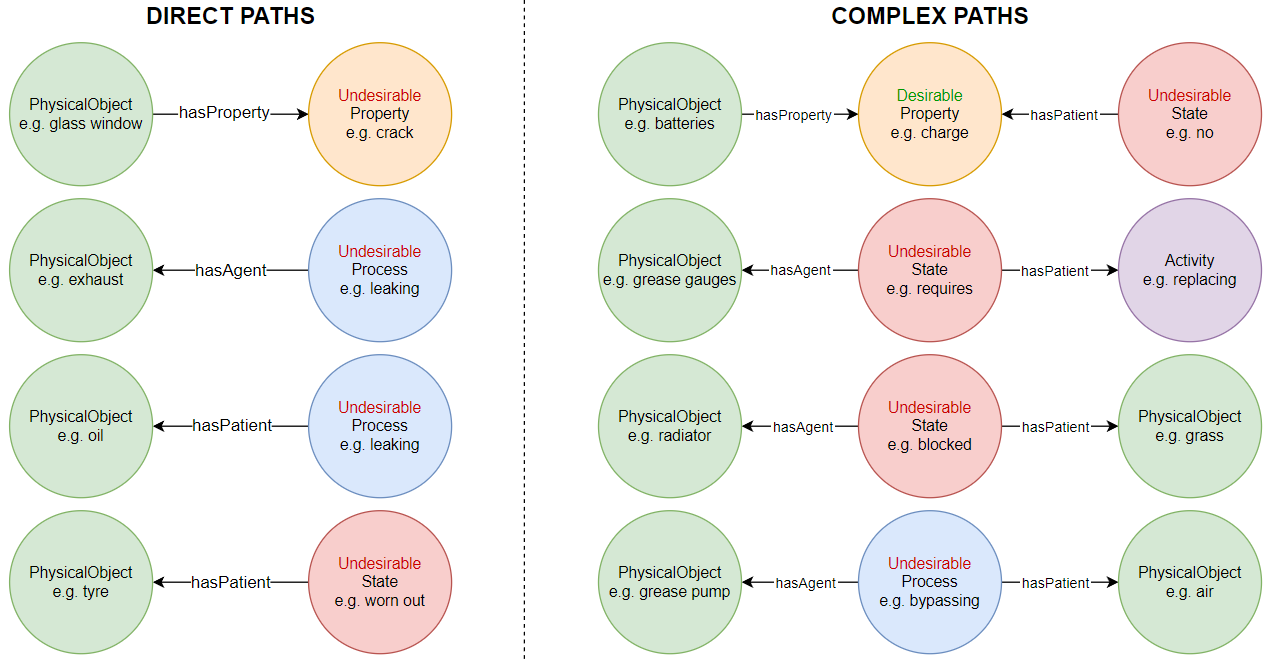 DIRECT PATHS
PhysicalObject
e.g. glass window
hasProperty
Undesirable
Property
e.g. crack
PhysicalObject
e.g. exhaust
hasAgent
Undesirable
Process
e.g. leaking
PhysicalObject
e.g. oil
hasPatient
Undesirable
Process
e.g. leaking
PhysicalObject
e.g. tyre
hasPatient
Undesirable
State
e.g. worn out
COMPLEX PATHS
PhysicalObject
e.g. batteries
hasProperty
Desirable
Property
e.g. charge
hasPatient
Undesirable
State
e.g. no
PhysicalObject
e.g. grease gauges
hasAgent
Undesirable
State
e.g. requires
hasPatient
Activity
e.g. replacing
PhysicalObject
e.g. radiator
hasAgent
Undesirable
State
e.g. blocked
hasPatient
PhysicalObject
e.g. grass
PhysicalObject
e.g. grease pump
hasAgent
Undesirable
Process
e.g. bypassing
hasPatient
PhysicalObject
e.g. air